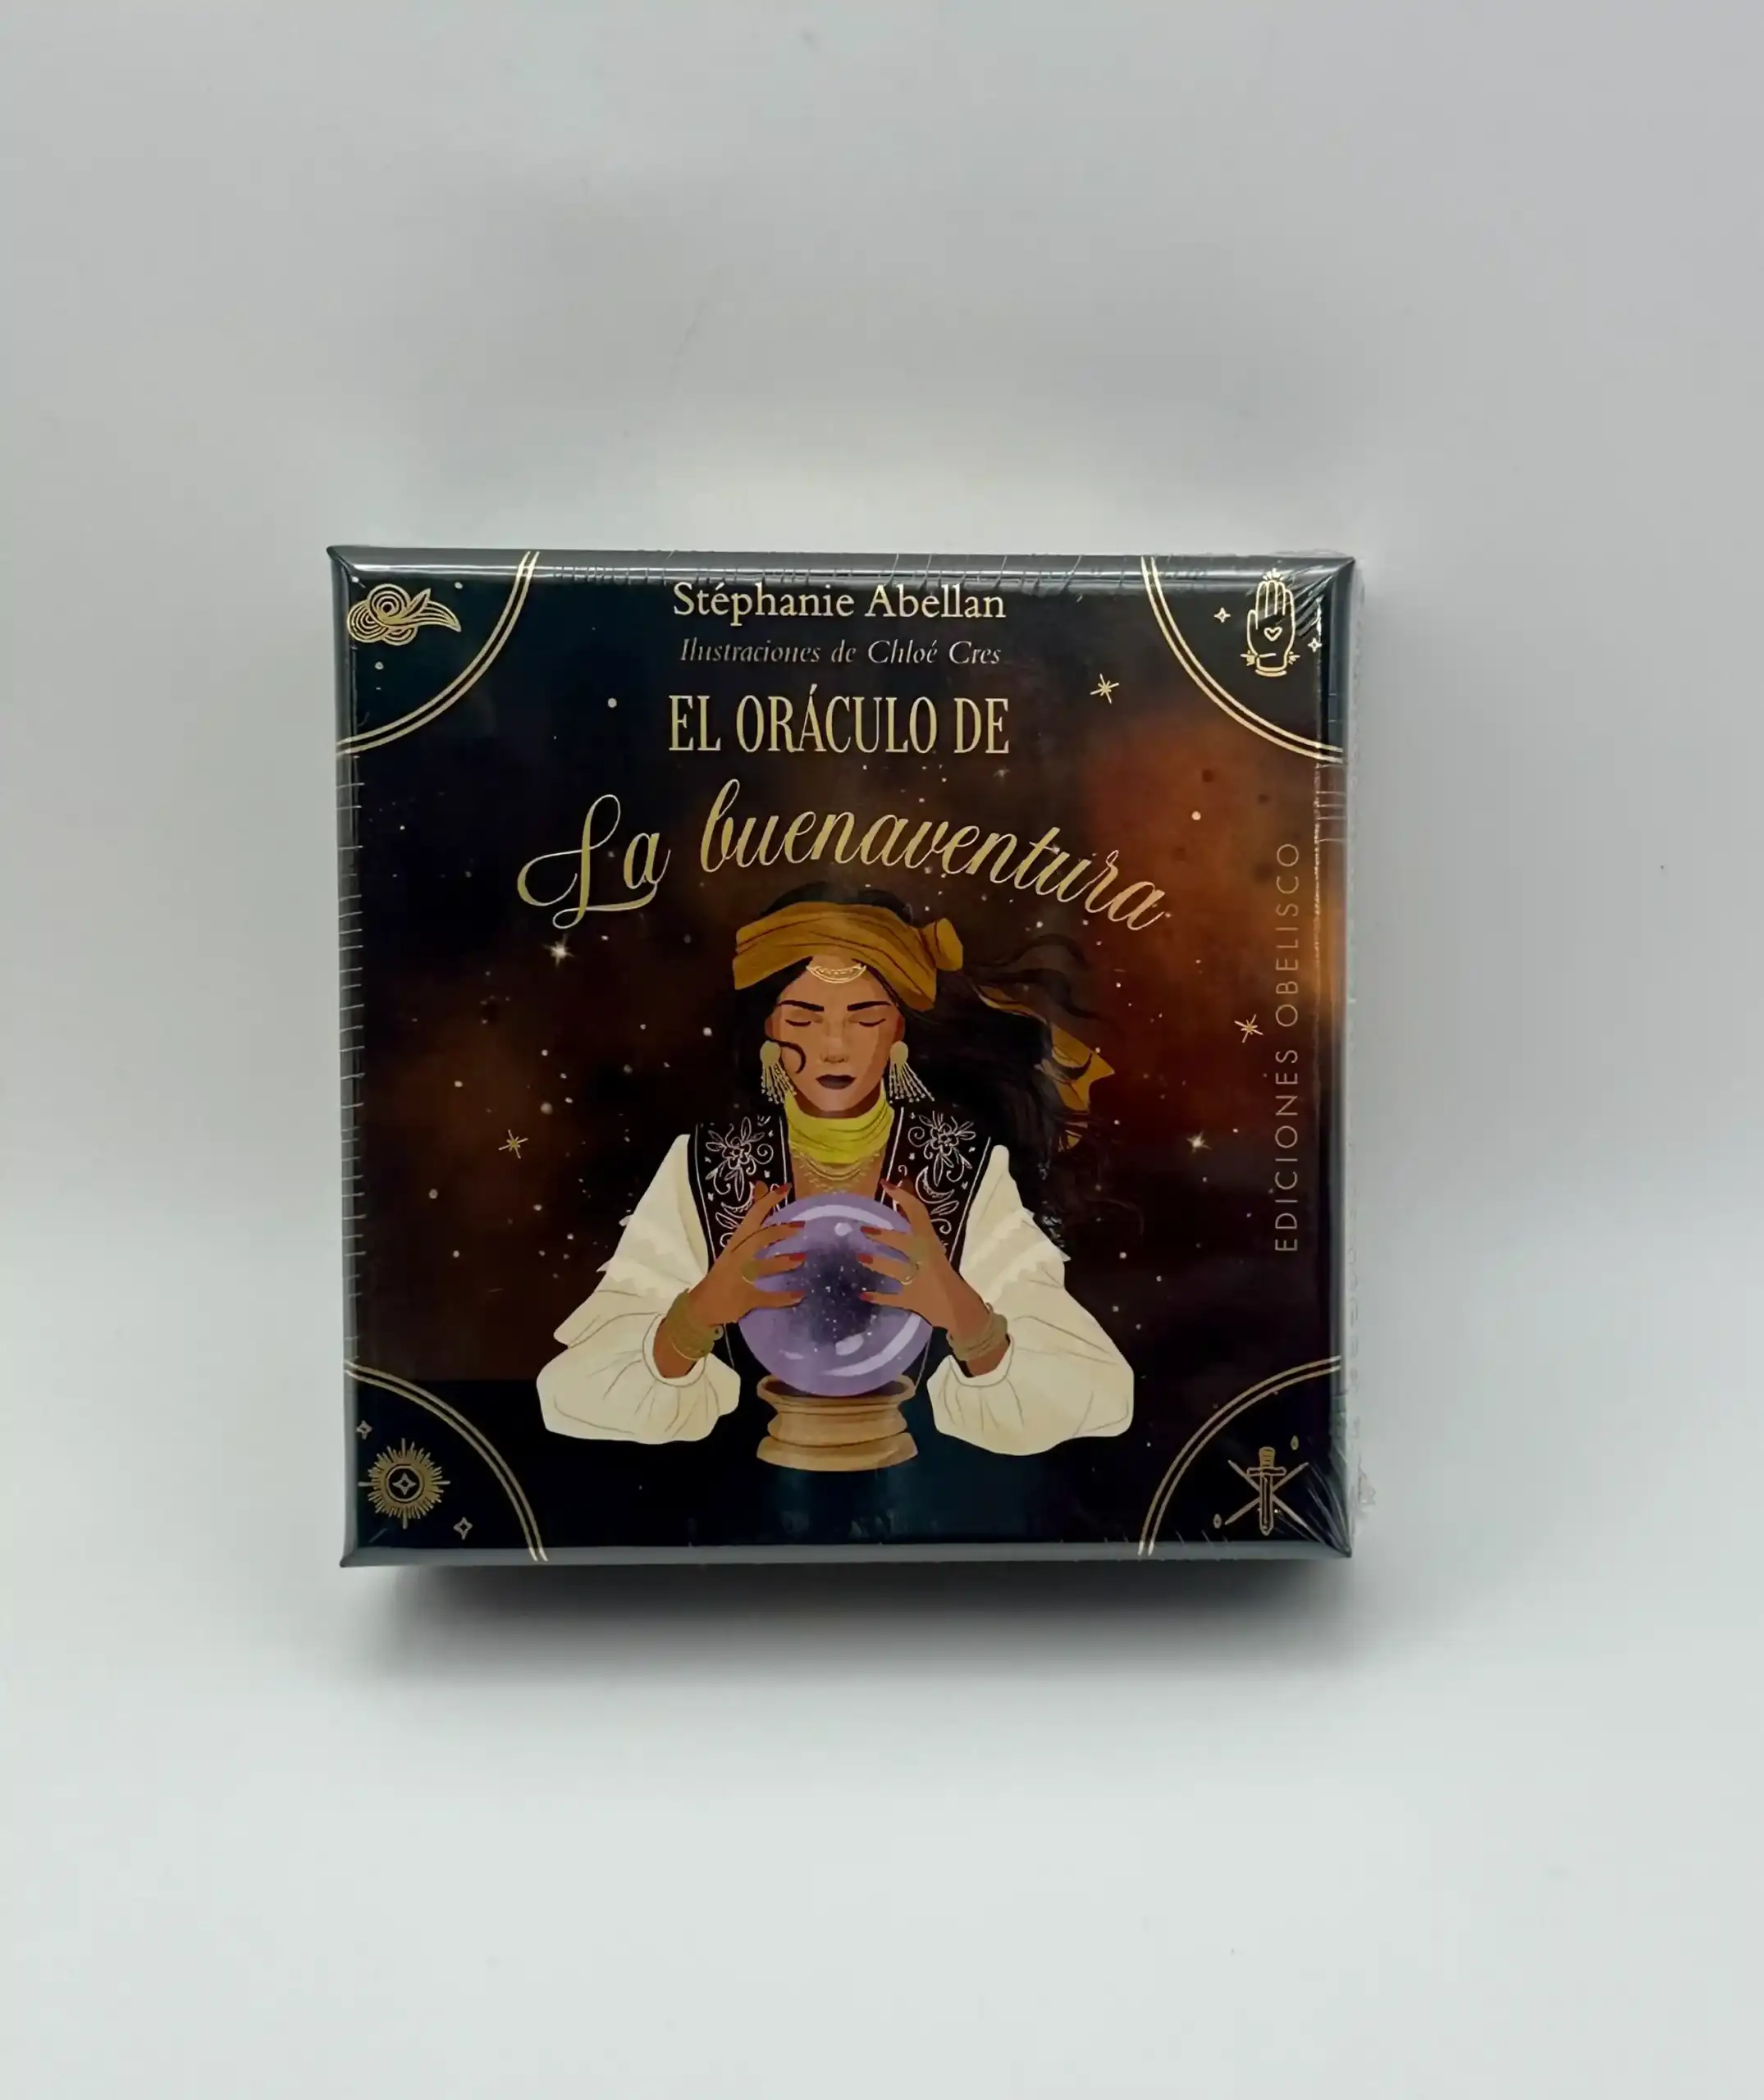 Stéphanie Abellan
Ilustraciones de Chloé Cres
EL ORÁCULO DE
La buenaventura
EDICIONES OBELISCO